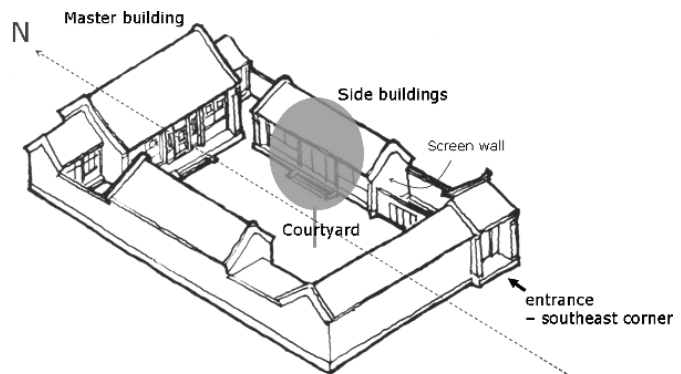 Master building
N
Side buildings
Screen wall
Courtyard
entrance
– southeast corner